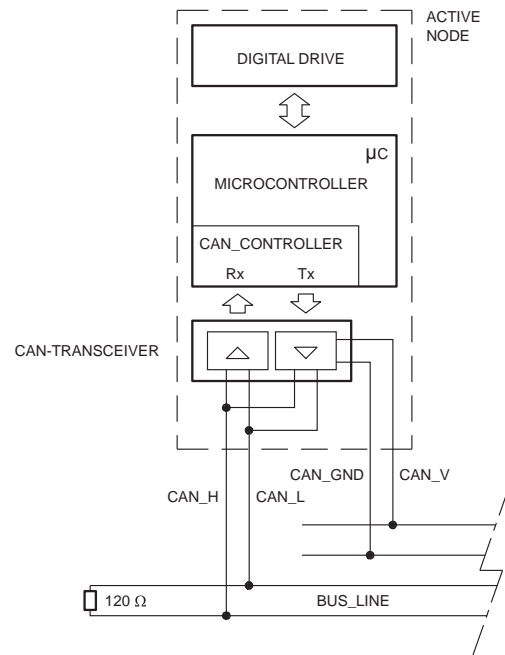 ACTIVE
NODE
DIGITAL DRIVE
μC
MICROCONTROLLER
CAN_CONTROLLER
Rx Tx
CAN-TRANSCEIVER
CAN_GND CAN_V
CAN_H CAN_L
120 Ω BUS_LINE